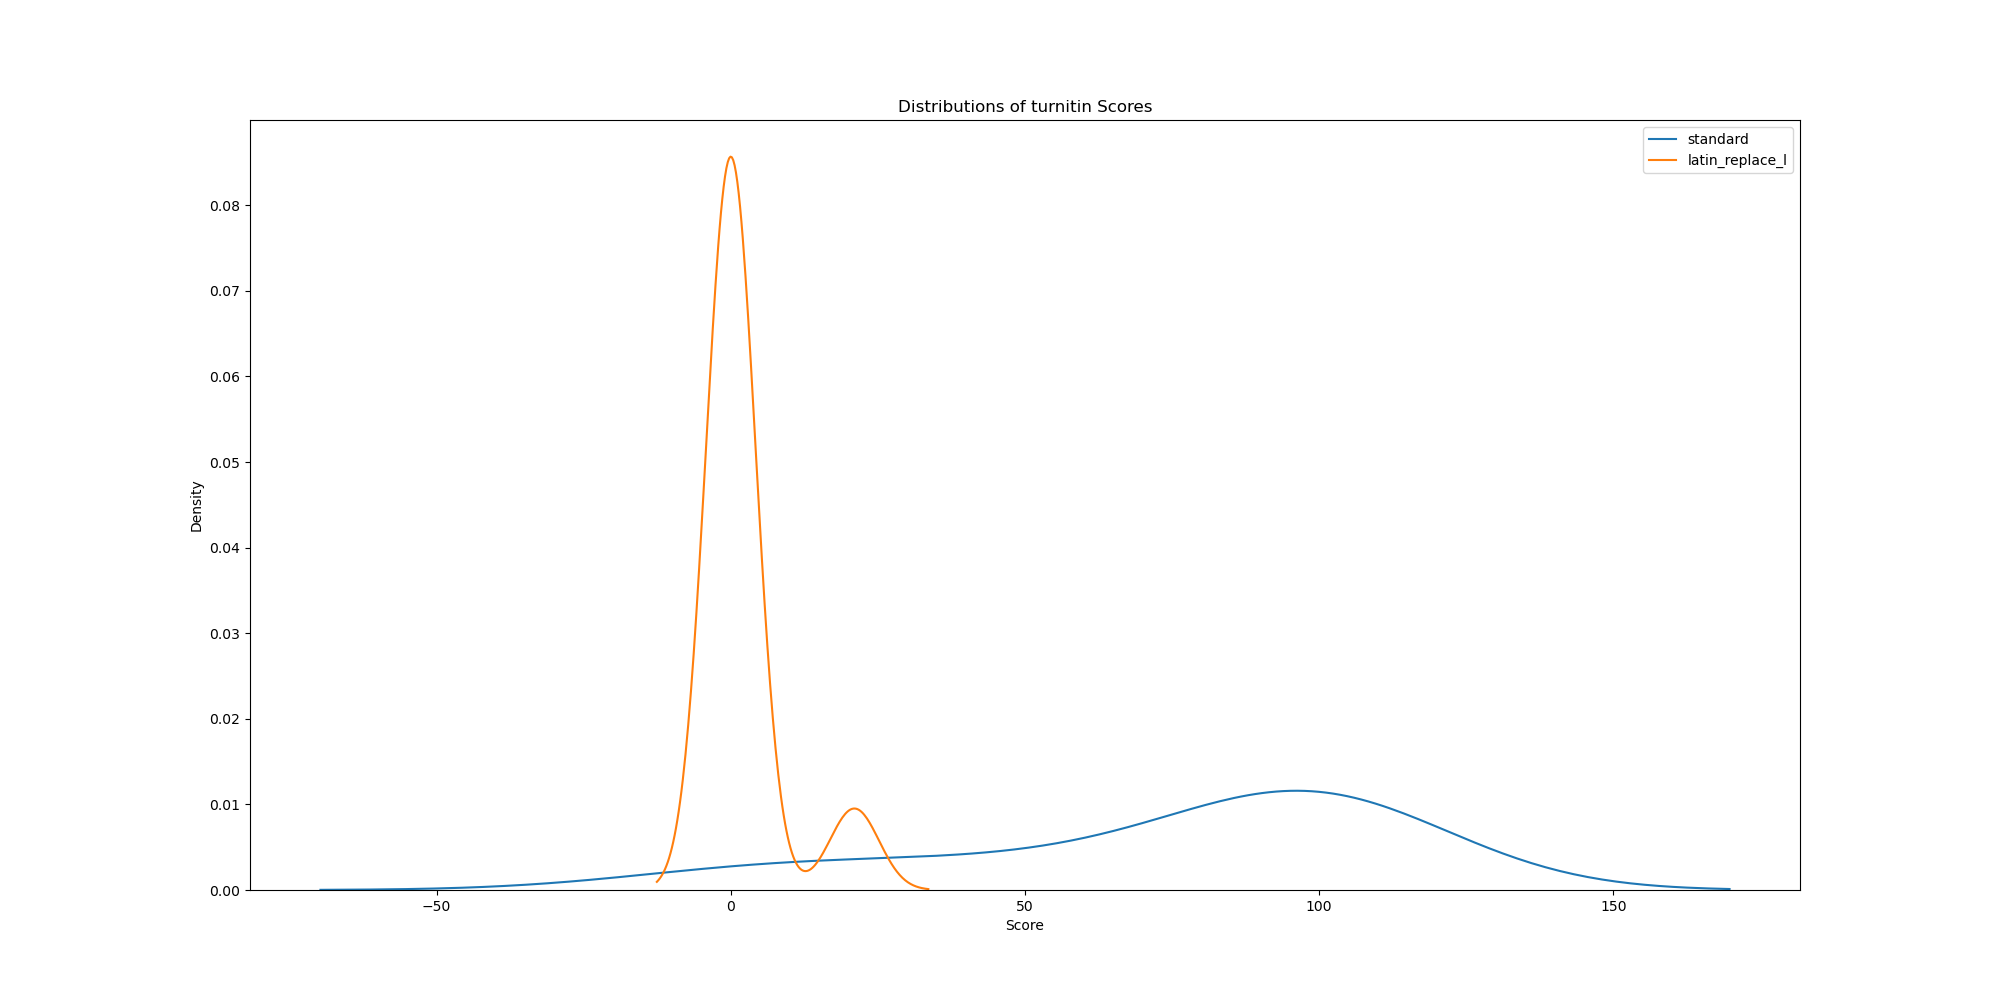 Distributions of turnitin Scores
standard
latin_replace_l
0.08
0.07
0.06
0.05
0.04
0.03
0.02
0.01
0.00
Density
−50 0 50 100 150
Score